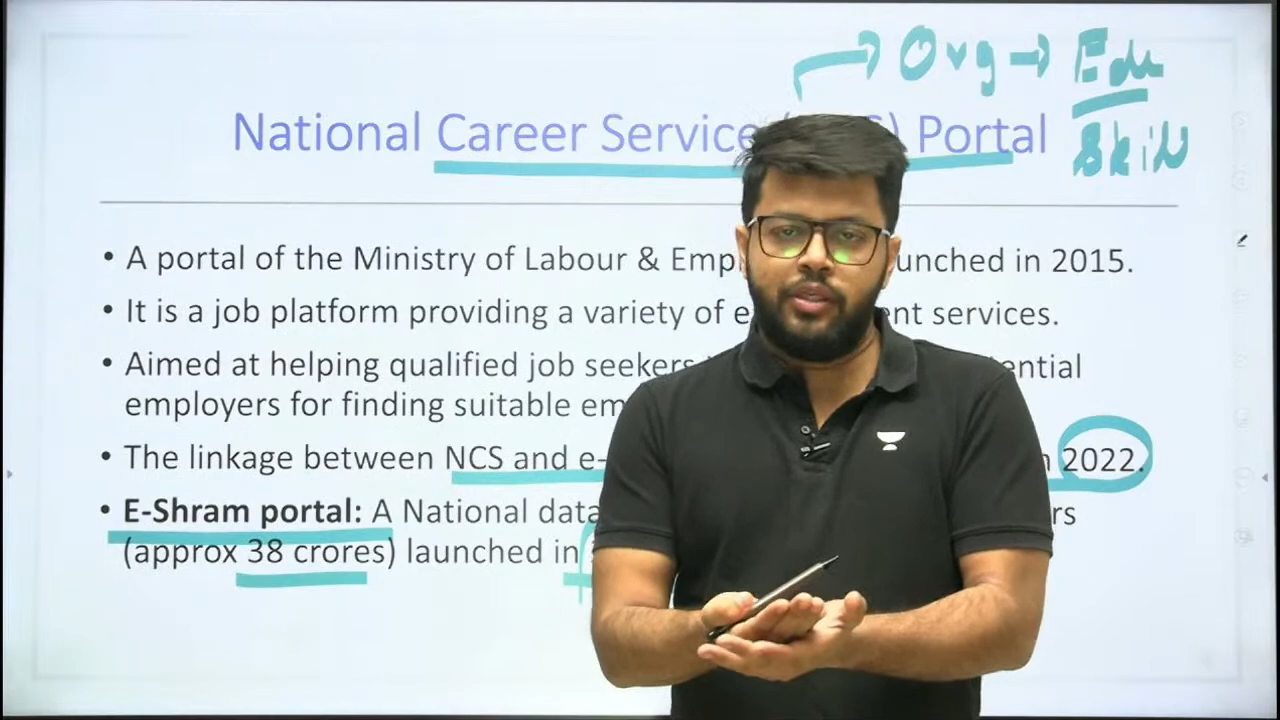 Org → Edu
National Career Service Portal
Skill
• A portal of the Ministry of Labour & Emp unched in 2015.
• It is a job platform providing a variety of e nt services.
• Aimed at helping qualified job seekers ential
employers for finding suitable em
• The linkage between NCS and e- 2022.
• E-Shram portal: A National data rs
(approx 38 crores) launched in